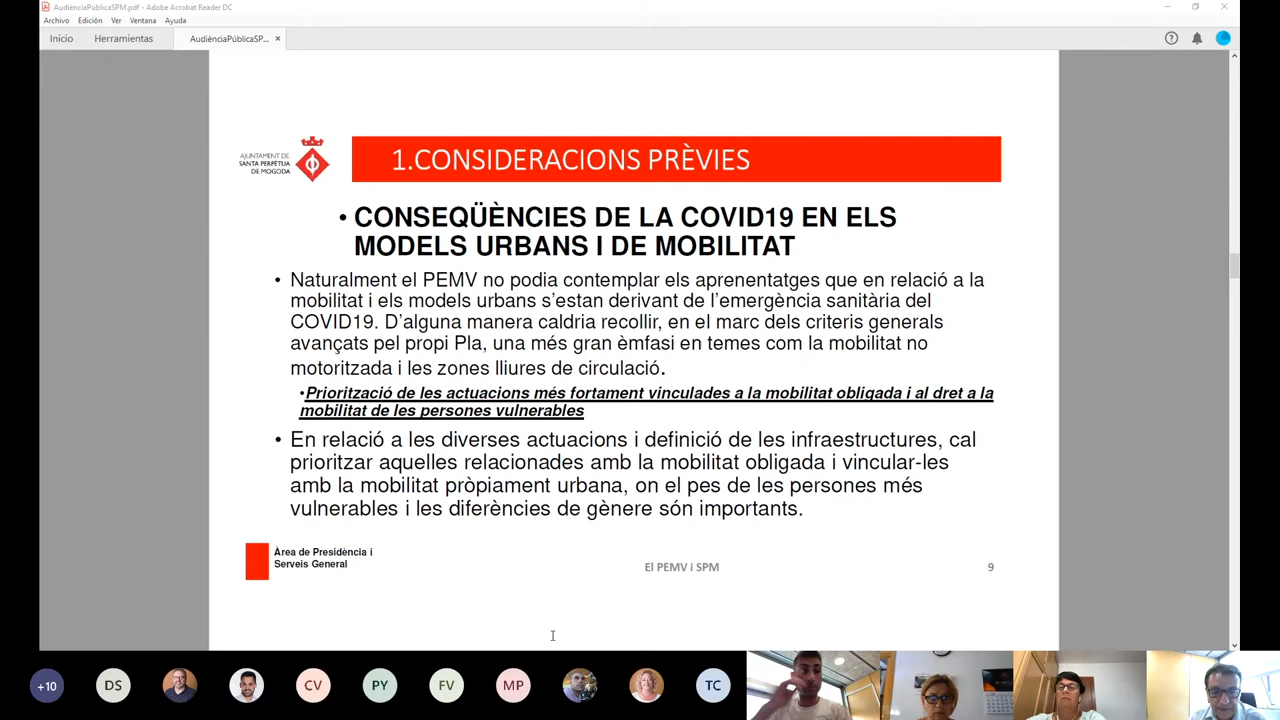 AudiènciaPúblicaSPM.pdf - Adobe Acrobat Reader DC
Archivo Edición Ver Ventana Ayuda
Inicio Herramientas AudiènciaPúblicaSP... ×
AJUNTAMENT DE
SANTA PERPÈTUA
DE MOGODA
1.CONSIDERACIONS PRÈVIES
• CONSEQÜÈNCIES DE LA COVID19 EN ELS
MODELS URBANS I DE MOBILITAT
• Naturalment el PEMV no podia contemplar els aprenentatges que en relació a la
mobilitat i els models urbans s'estan derivant de l'emergència sanitària del
COVID19. D'alguna manera caldria recollir, en el marc dels criteris generals
avançats pel propi Pla, una més gran èmfasi en temes com la mobilitat no
motoritzada i les zones lliures de circulació.
•Priorització de les actuacions més fortament vinculades a la mobilitat obligada i al dret a la
mobilitat de les persones vulnerables
• En relació a les diverses actuacions i definició de les infraestructures, cal
prioritzar aquelles relacionades amb la mobilitat obligada i vincular-les
amb la mobilitat pròpiament urbana, on el pes de les persones més
vulnerables i les diferències de gènere són importants.
Àrea de Presidència i
Serveis General
El PEMV i SPM
9
+10 DS CV PY FV MP TC